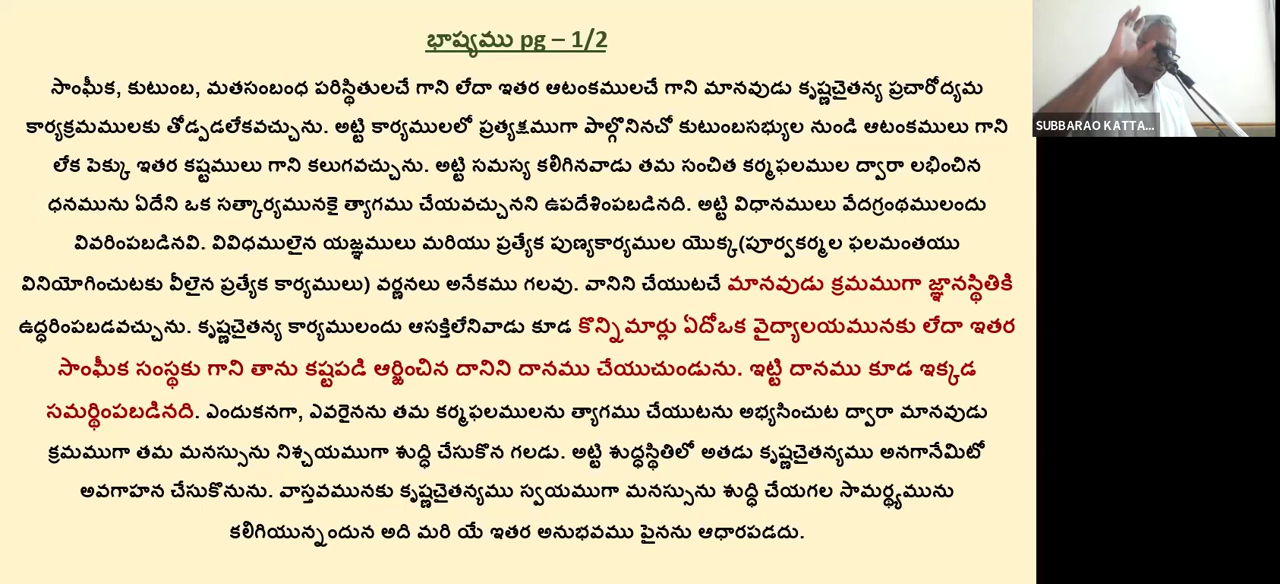 భాష్యము pg – 1/2
సాంఘీక, కుటుంబ, మతసంబంధ పరిస్థితులచే గాని లేదా ఇతర ఆటంకములచే గాని మానవుడు కృష్ణచైతన్య ప్రచారోద్యమ
కార్యక్రమములకు తోడ్పడలేకవచ్చును. అట్టి కార్యములలో ప్రత్యక్షముగా పాల్గొనినచో కుటుంబసభ్యుల నుండి ఆటంకములు గాని
లేక పెక్కు ఇతర కష్టములు గాని కలుగవచ్చును. అట్టి సమస్య కలిగినవాడు తమ సంచిత కర్మఫలముల ద్వారా లభించిన
ధనమును ఏదేని ఒక సత్కార్యమునకై త్యాగము చేయవచ్చునని ఉపదేశింపబడినది. అట్టి విధానములు వేదగ్రంథములందు
వివరింపబడినవి. వివిధములైన యజ్ఞములు మరియు ప్రత్యేక పుణ్యకార్యముల యొక్క(పూర్వకర్మల ఫలమంతయు
వినియోగించుటకు వీలైన ప్రత్యేక కార్యములు) వర్ణనలు అనేకము గలవు. వానిని చేయుటచే మానవుడు క్రమముగా జ్ఞానస్థితికి
ఉద్ధరింపబడవచ్చును. కృష్ణచైతన్య కార్యములందు ఆసక్తిలేనివాడు కూడ కొన్నిమార్లు ఏదోఒక వైద్యాలయమునకు లేదా ఇతర
సాంఘీక సంస్థకు గాని తాను కష్టపడి ఆర్జించిన దానిని దానము చేయుచుండును. ఇట్టి దానము కూడ ఇక్కడ
సమర్థింపబడినది. ఎందుకనగా, ఎవరైనను తమ కర్మఫలములను త్యాగము చేయుటను అభ్యసించుట ద్వారా మానవుడు
క్రమముగా తమ మనస్సును నిశ్చయముగా శుద్ధి చేసుకొన గలడు. అట్టి శుద్ధస్థితిలో అతడు కృష్ణచైతన్యము అనగానేమిటో
అవగాహన చేసుకొనును. వాస్తవమునకు కృష్ణచైతన్యము స్వయముగా మనస్సును శుద్ధి చేయగల సామర్థ్యమును
కలిగియున్నందున అది మరి యే ఇతర అనుభవము పైనను ఆధారపడదు.
SUBBARAO KATTA...